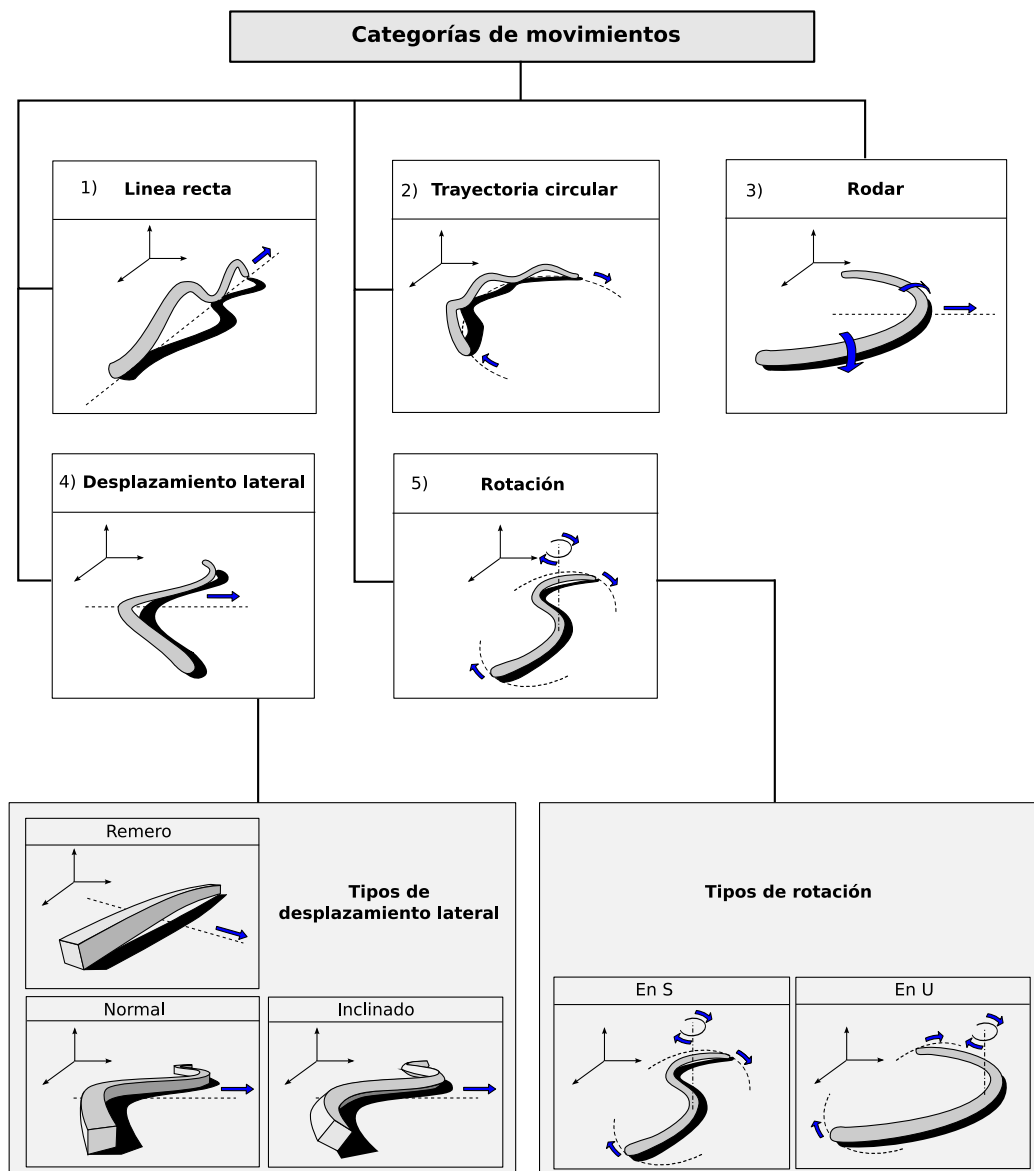 Categorías de movimientos
1) Linea recta
2) Trayectoria circular
3) Rodar
4) Desplazamiento lateral
5) Rotación
Remero
Tipos de
desplazamiento lateral
Normal
Inclinado
Tipos de rotación
En S
En U